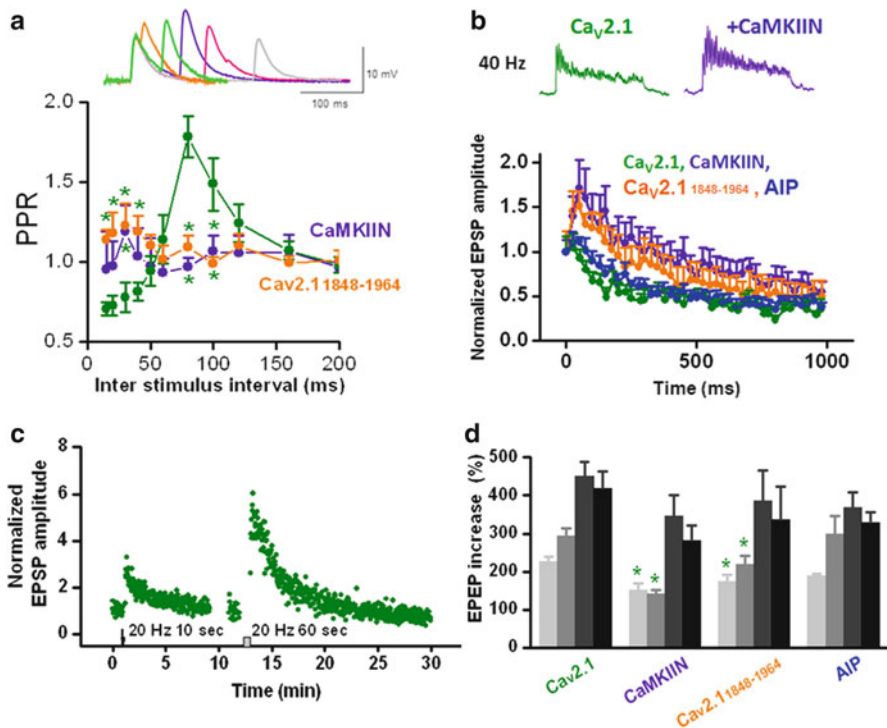 a
10 mV
100 ms
2.0
1.5
1.0
0.5
PPR
* * * *
*
* *
* *
CaMKIIN
Cav2.1 1848-1964
0 50 100 150 200
Inter stimulus interval (ms)
b
Cav2.1 +CaMKIIN
40 Hz
Cav2.1, CaMKIIN,
Cav2.1 1848-1964 , AIP
2.0
1.5
1.0
0.5
0.0
Normalized EPSP amplitude
0 500 1000
Time (ms)
c
8
6
4
2
0
Normalized
EPSP amplitude
20 Hz 10 sec 20 Hz 60 sec
0 5 10 15 20 25 30
Time (min)
d
500
400
300
200
100
0
EPEP increase (%)
* * * *
Cav2.1
CaMKIIN
Cav2.1 1848-1964
AIP